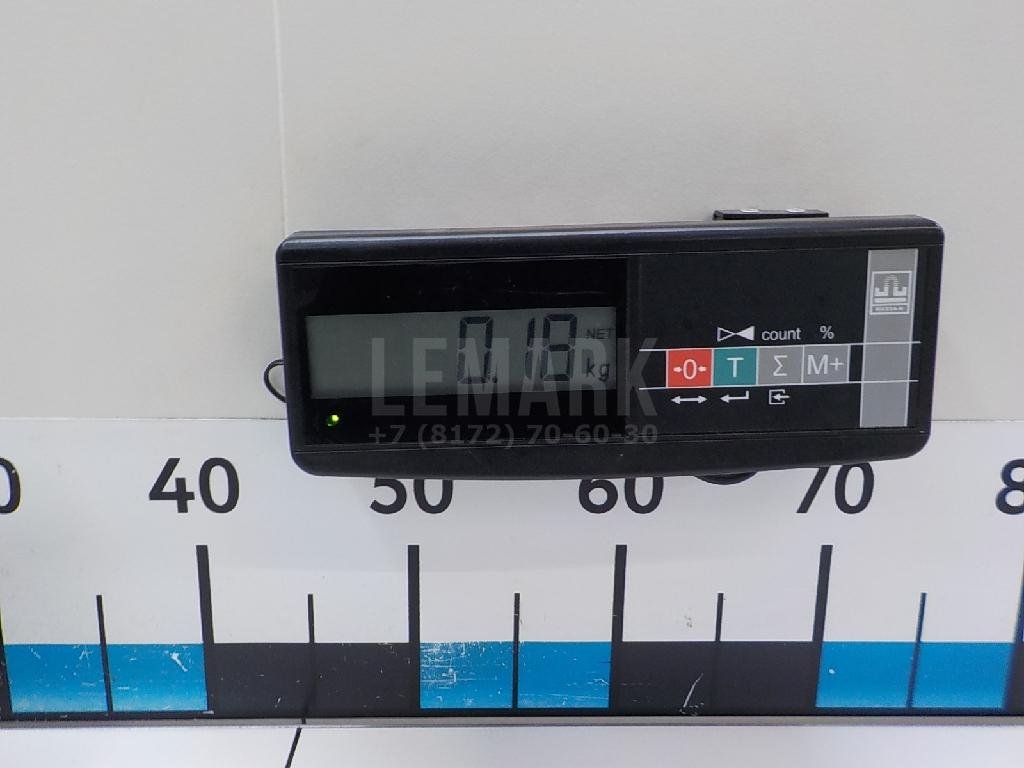 0.18 NET kg
count %
→0← T Σ M+
LEMARK
+7 (8172) 70-60-30
40 50 60 70